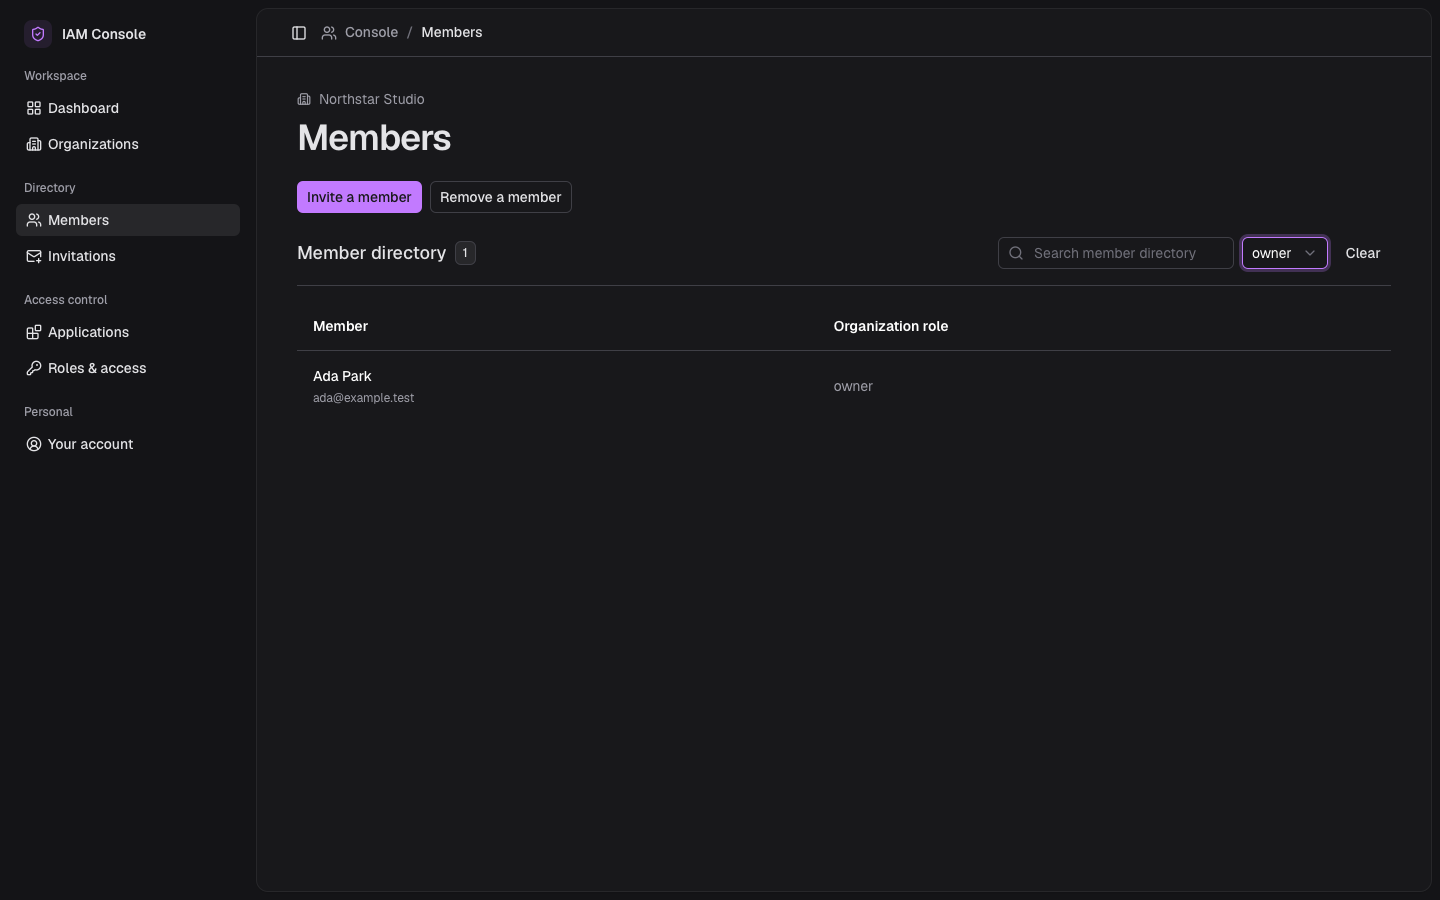 IAM Console
Workspace
Dashboard
Organizations
Directory
Members
Invitations
Access control
Applications
Roles & access
Personal
Your account
Console / Members
Northstar Studio
Members
Invite a member
Remove a member
Member directory 1
Search member directory
owner
Clear
Member Organization role
Ada Park
ada@example.test
owner